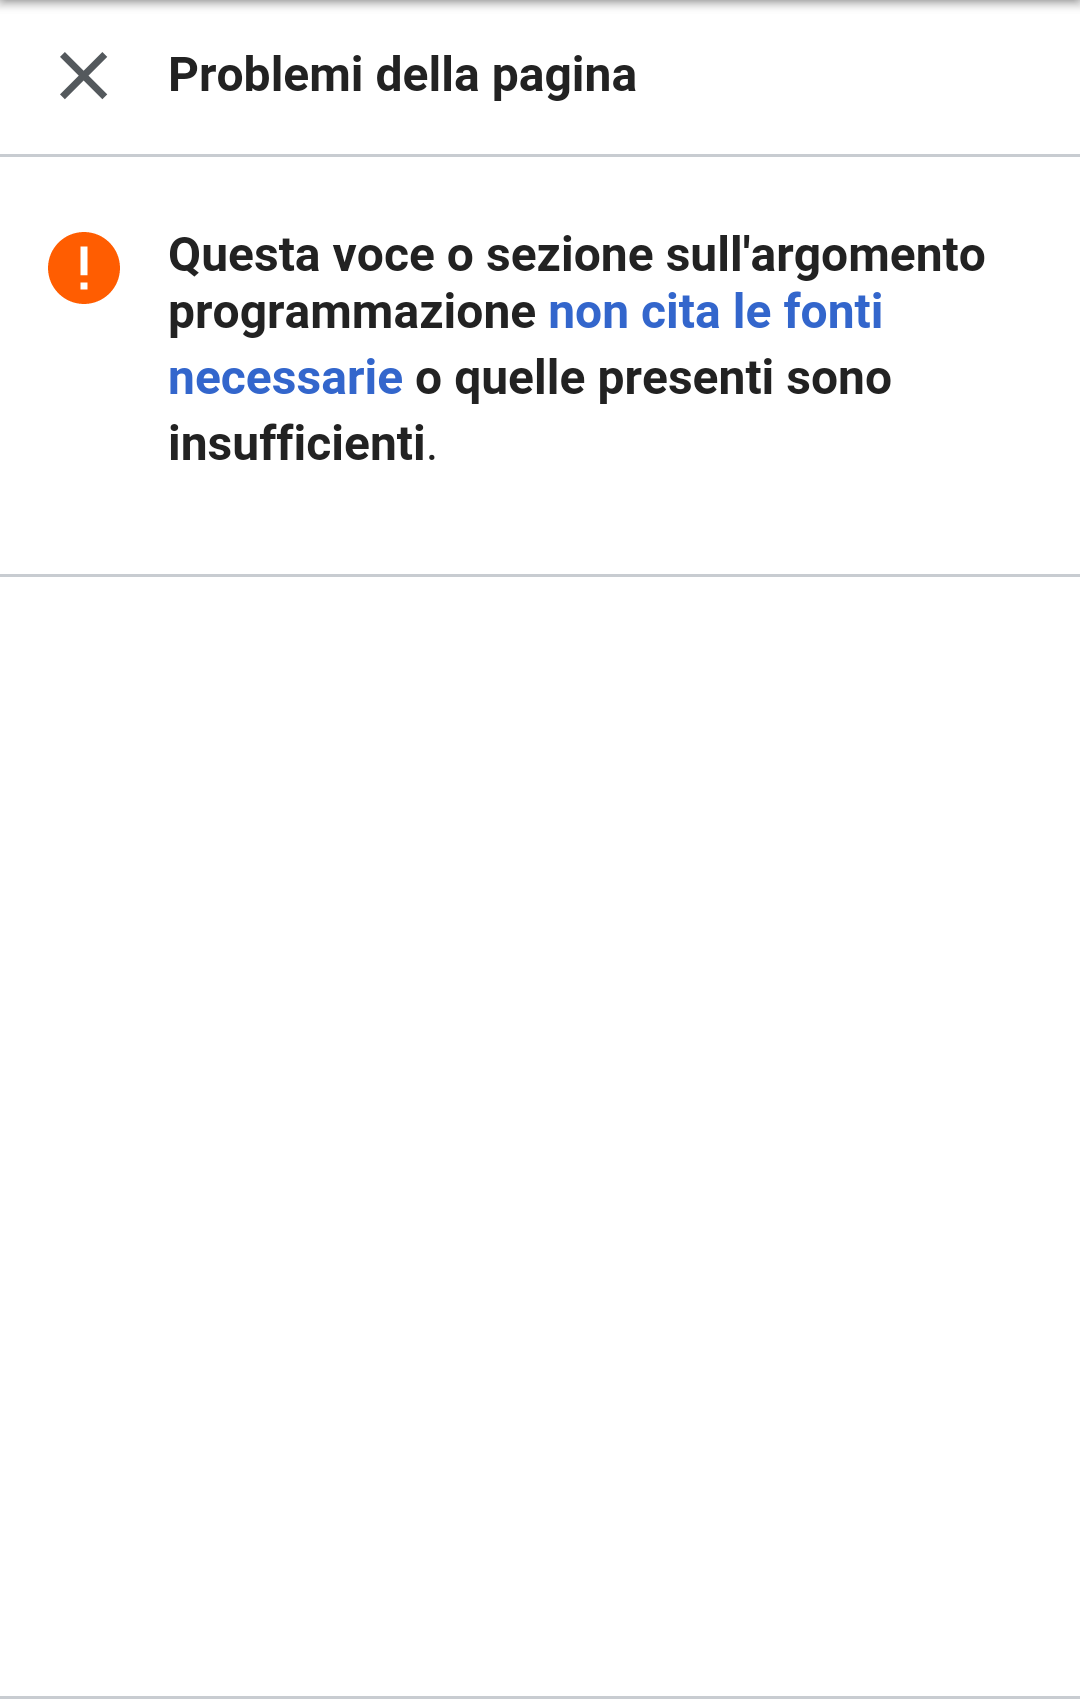 Problemi della pagina
Questa voce o sezione sull'argomento
programmazione non cita le fonti
necessarie o quelle presenti sono
insufficienti.